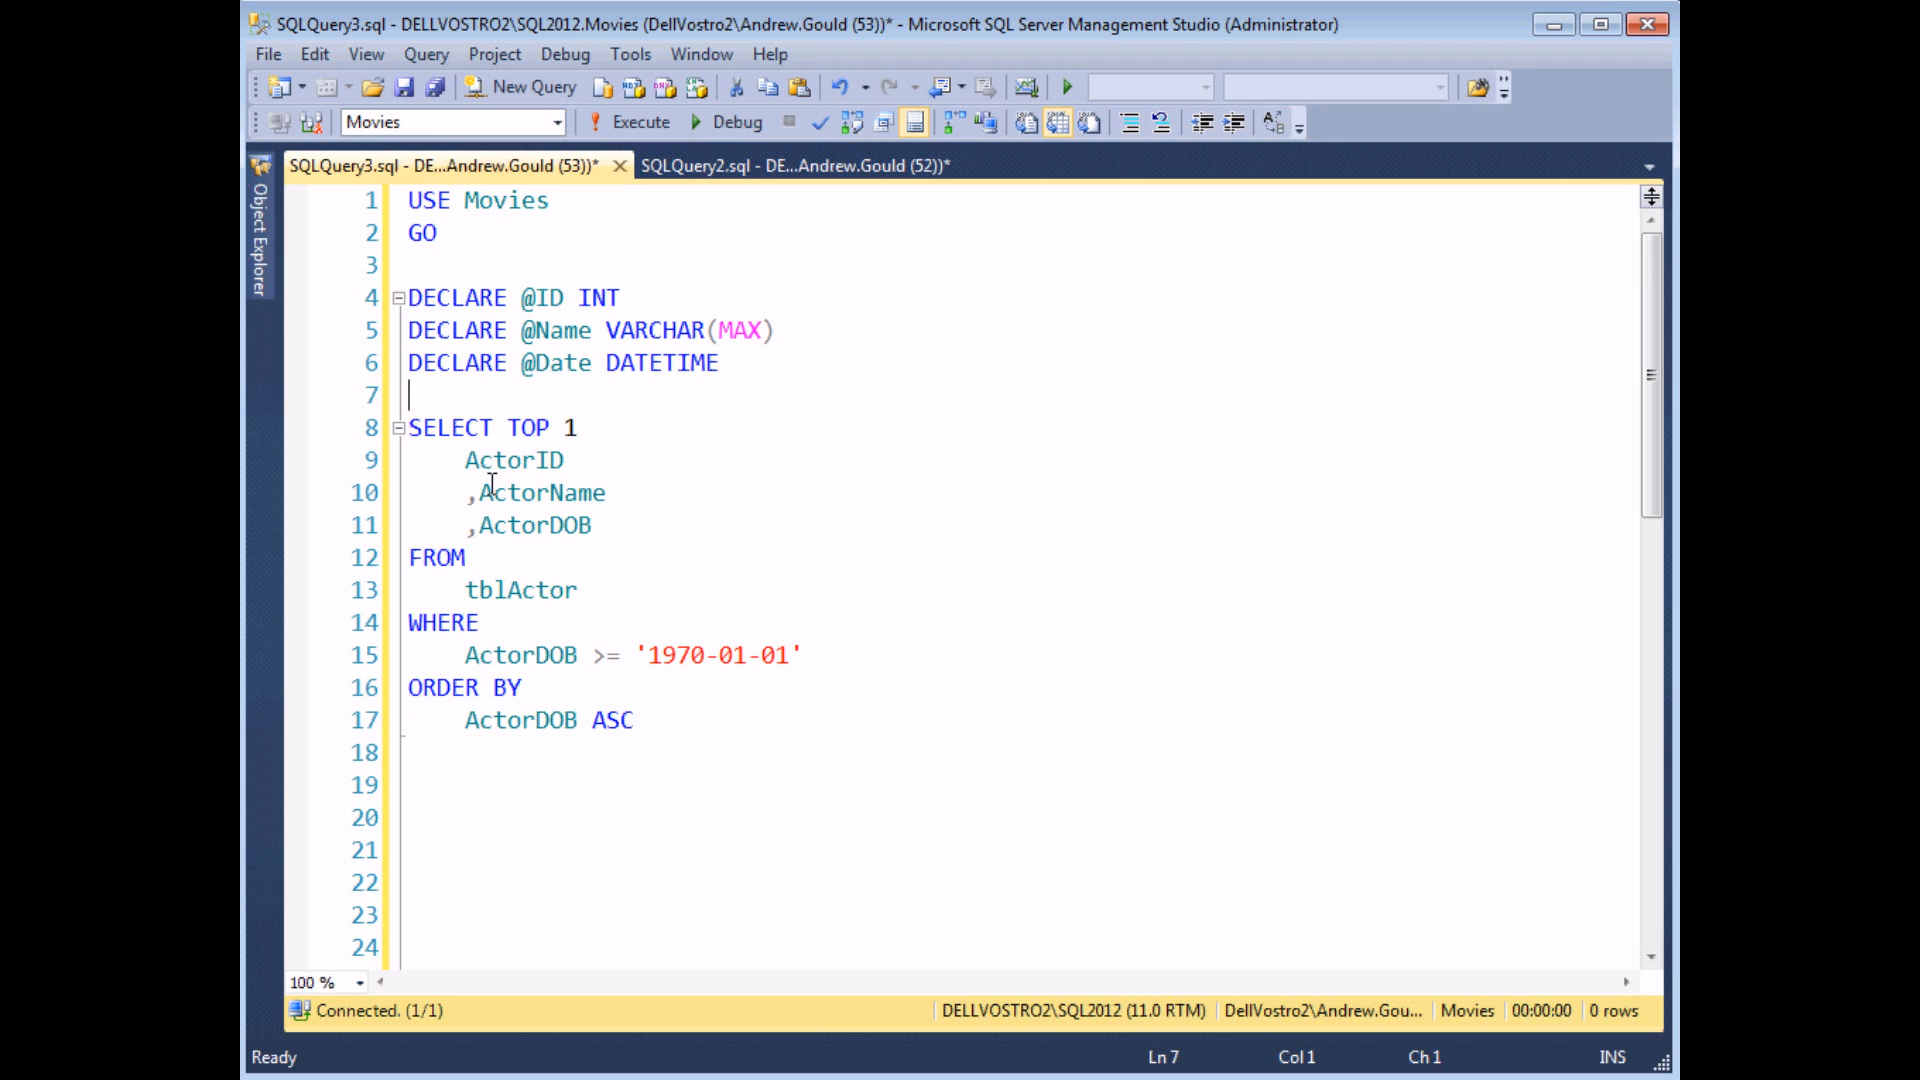 SQLQuery3.sql - DELLVOSTRO2\SQL2012.Movies (DellVostro2\Andrew.Gould (53))* - Microsoft SQL Server Management Studio (Administrator)
File Edit View Query Project Debug Tools Window Help
New Query
Movies Execute Debug
SQLQuery3.sql - DE...Andrew.Gould (53))* SQLQuery2.sql - DE...Andrew.Gould (52))*
Object Explorer
1 USE Movies
2 GO
3
4 DECLARE @ID INT
5 DECLARE @Name VARCHAR(MAX)
6 DECLARE @Date DATETIME
7
8 SELECT TOP 1
9 ActorID
10 ,ActorName
11 ,ActorDOB
12 FROM
13 tblActor
14 WHERE
15 ActorDOB >= '1970-01-01'
16 ORDER BY
17 ActorDOB ASC
18
19
20
21
22
23
24
100 %
Connected. (1/1) DELLVOSTRO2\SQL2012 (11.0 RTM) DellVostro2\Andrew.Gou... Movies 00:00:00 0 rows
Ready Ln 7 Col 1 Ch 1 INS